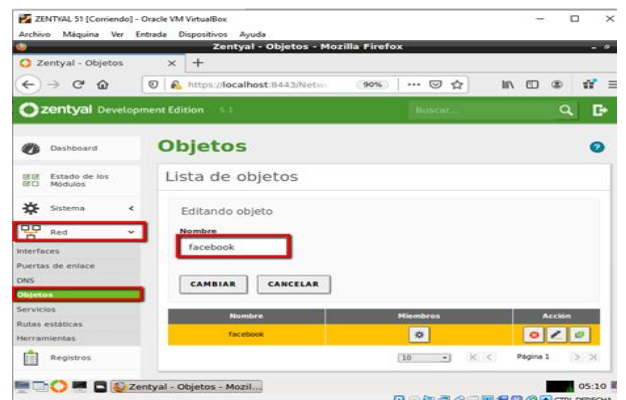 ZENTYAL 51 [Corriendo] - Oracle VM VirtualBox
Archivo Máquina Ver Entrada Dispositivos Ayuda
Zentyal - Objetos - Mozilla Firefox
Zentyal - Objetos
https://localhost:8443/Netw
90%
zentyal Development Edition 5.1
Buscar...
Dashboard
Estado de los Módulos
Sistema
Red
Interfaces
Puertas de enlace
DNS
Objetos
Servicios
Rutas estáticas
Herramientas
Registros
Objetos
Lista de objetos
Editando objeto
Nombre
facebook
CAMBIAR CANCELAR
Nombre Miembros Acción
facebook
10 Página 1
Zentyal - Objetos - Mozil...
05:10
CTRL DERECHA